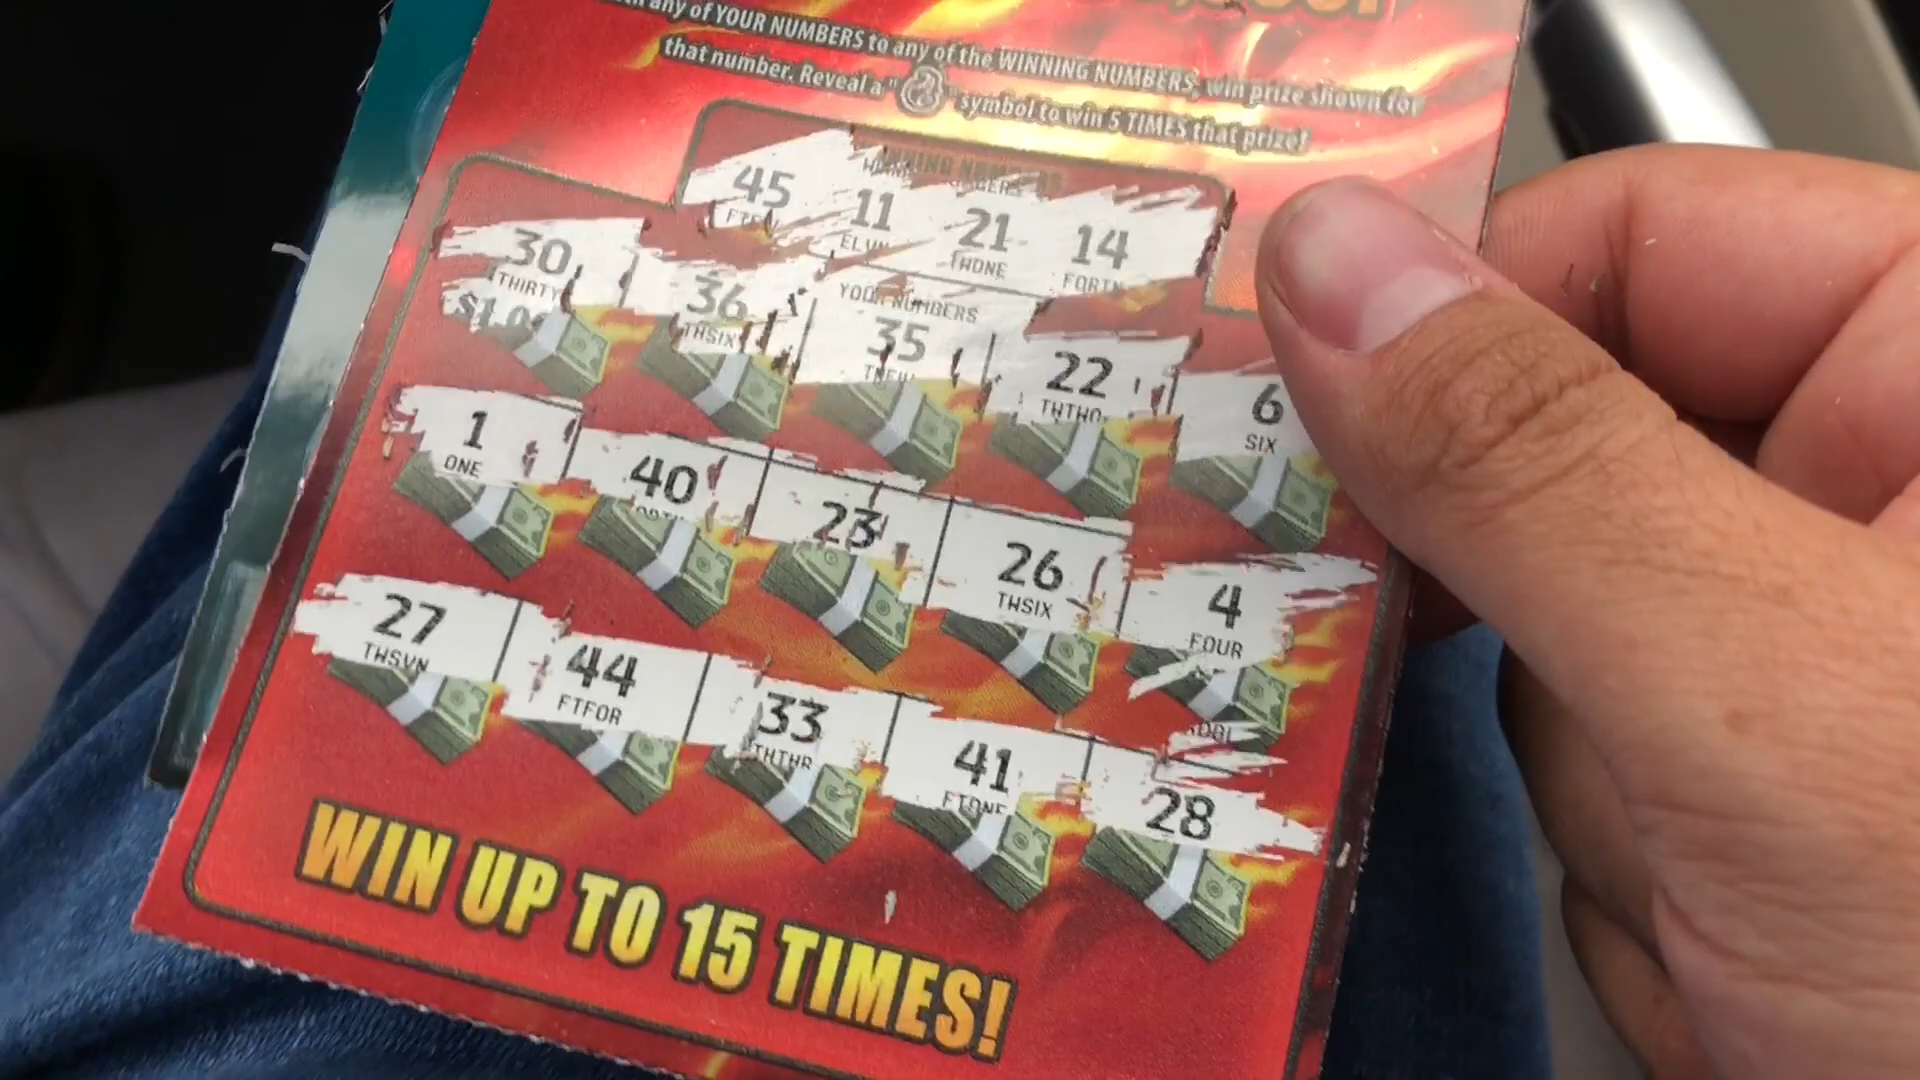 any of YOUR NUMBERS to any of the WINNING NUMBERS, win prize shown for
that number. Reveal a " " symbol to win 5 TIMES that prize!
45 11 21 14
TWONE
YOUR NUMBERS
30 36 35 22 6
THIRTY THSIX SIX
1 40 23 26 4
ONE TWSIX FOUR
27 44 33 41 28
TWSVN FTFOR THTHR FTONE
WIN UP TO 15 TIMES!